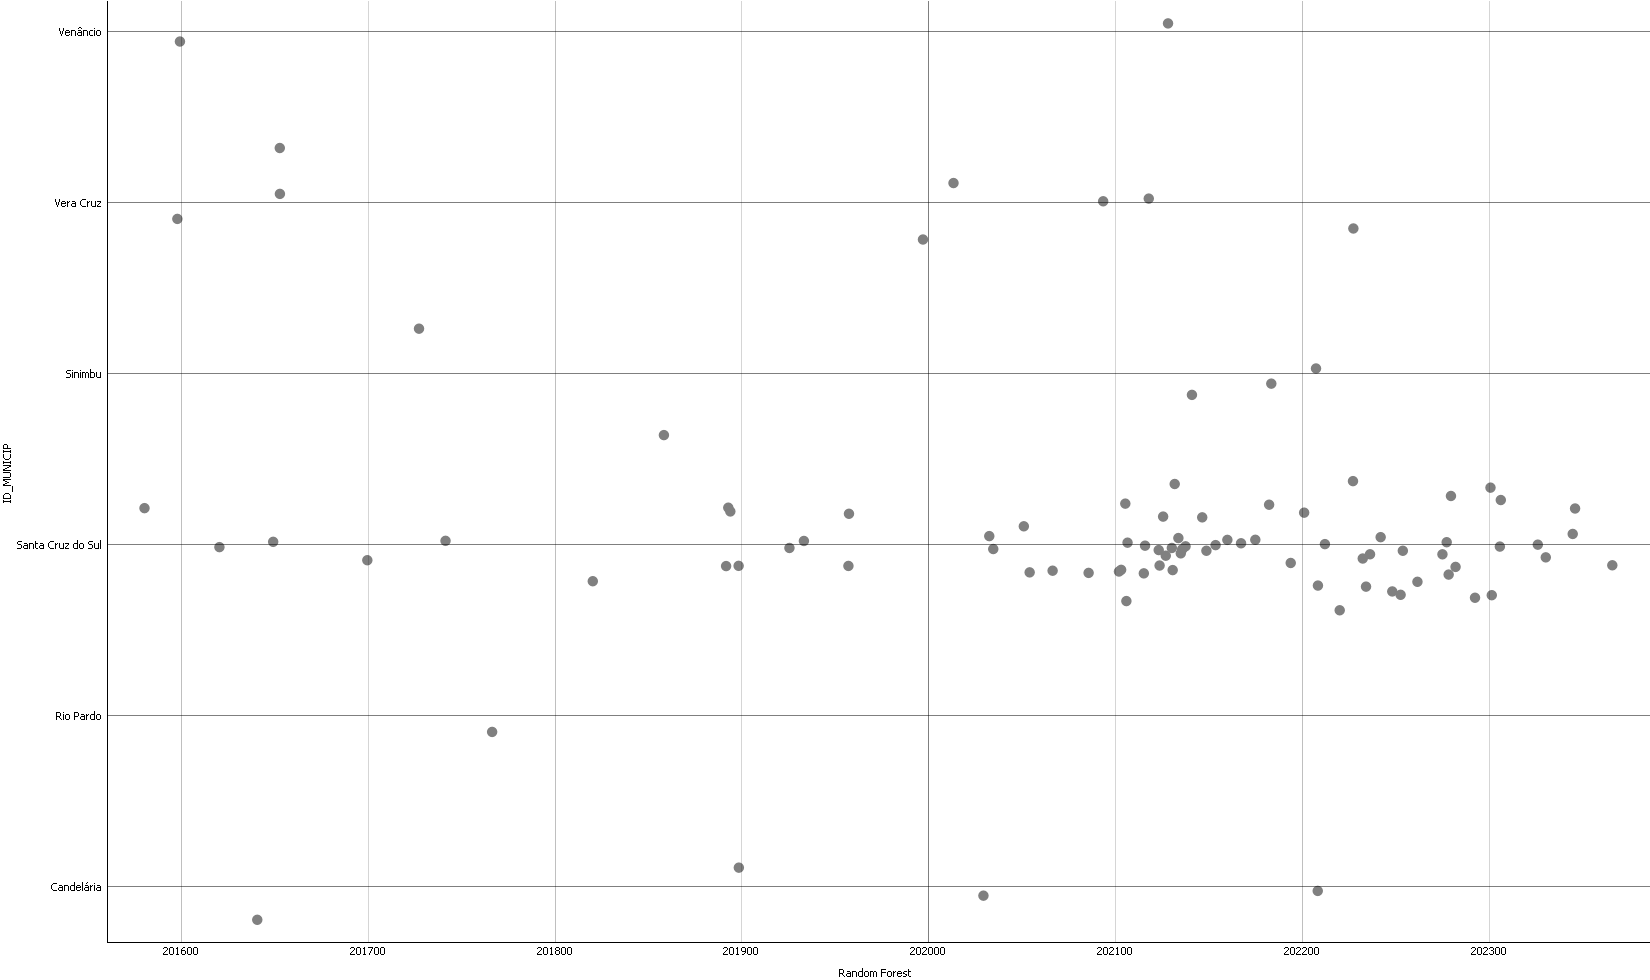 Venâncio
Vera Cruz
Sinimbu
ID_MUNICIP
Santa Cruz do Sul
Rio Pardo
Candelária
201600 201700 201800 201900 202000 202100 202200 202300
Random Forest